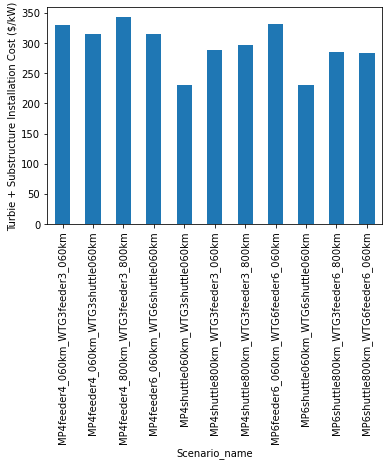 Turbie + Substructure Installation Cost ($/kW)
350
300
250
200
150
100
50
0
MP4feeder4_060km_WTG3feeder3_060km
MP4feeder4_060km_WTG3shuttle060km
MP4feeder4_800km_WTG3feeder3_800km
MP4feeder6_060km_WTG6shuttle060km
MP4shuttle060km_WTG3shuttle060km
MP4shuttle800km_WTG3feeder3_060km
MP4shuttle800km_WTG3feeder3_800km
MP6feeder6_060km_WTG6feeder6_060km
MP6shuttle060km_WTG6shuttle060km
MP6shuttle800km_WTG3feeder6_800km
MP6shuttle800km_WTG6feeder6_060km
Scenario_name